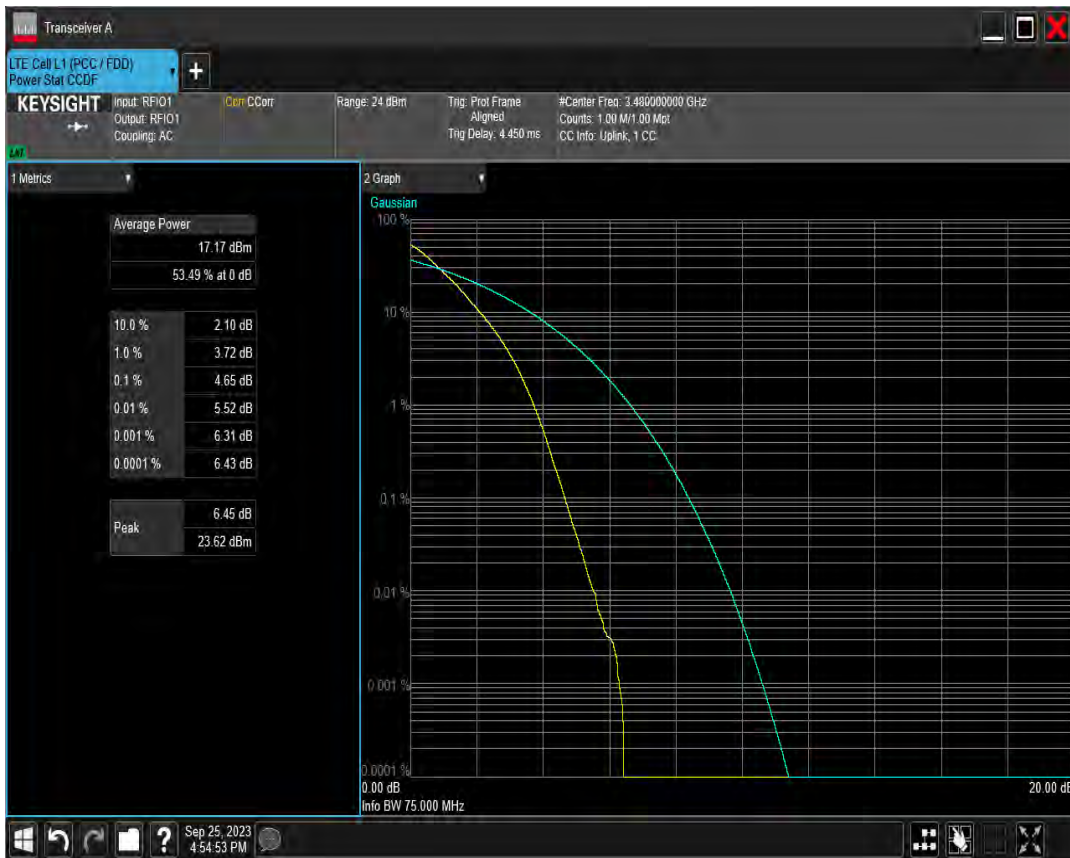 Transceiver A
LTE Cell L1 (PCC / FDD)
Power Stat CCDF
+
KEYSIGHT
Input: RFIO1
Output: RFIO1
Coupling: AC
Corr CCorr
Range: 24 dBm
Trig: Prot Frame
Aligned
Trig Delay: 4.450 ms
#Center Freq: 3.480000000 GHz
Counts: 1.00 M/1.00 Mpt
CC Info: Uplink, 1 CC
LXI
1 Metrics
Average Power
17.17 dBm
53.49 % at 0 dB
10.0 % 2.10 dB
1.0 % 3.72 dB
0.1 % 4.65 dB
0.01 % 5.52 dB
0.001 % 6.31 dB
0.0001 % 6.43 dB
Peak
6.45 dB
23.62 dBm
2 Graph
Gaussian
100 %
10 %
1 %
0.1 %
0.01 %
0.001 %
0.0001 %
0.00 dB
20.00 dB
Info BW 75.000 MHz
?
Sep 25, 2023
4:54:53 PM